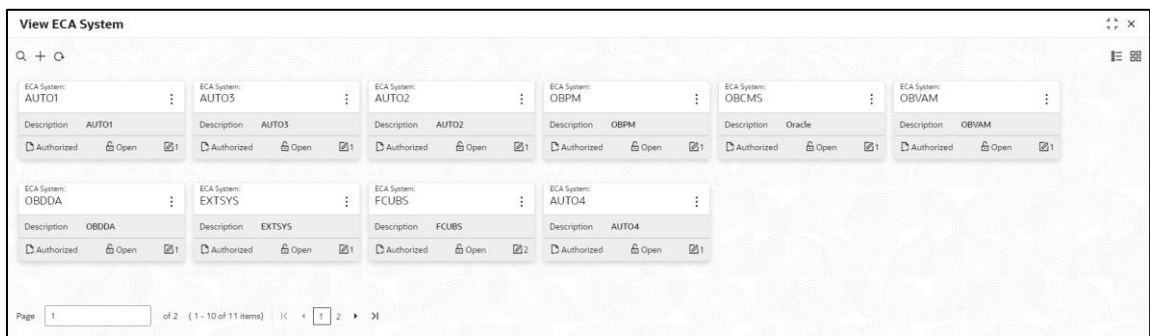 View ECA System
ECA System: ECA System: ECA System: ECA System: ECA System: ECA System:
AUTO1 AUTO3 AUTO2 OBPM OBCMS OBVAM
Description AUTO1 Description AUTO3 Description AUTO2 Description OBPM Description Oracle Description OBVAM
Authorized Open 1 Authorized Open 1 Authorized Open 1 Authorized Open 1 Authorized Open 1 Authorized Open 1
ECA System: ECA System: ECA System: ECA System:
OBDDA EXTSYS FCUBS AUTO4
Description OBDDA Description EXTSYS Description FCUBS Description AUTO4
Authorized Open 1 Authorized Open 1 Authorized Open 2 Authorized Open 1
Page 1 of 2 (1 - 10 of 11 items) 1 2